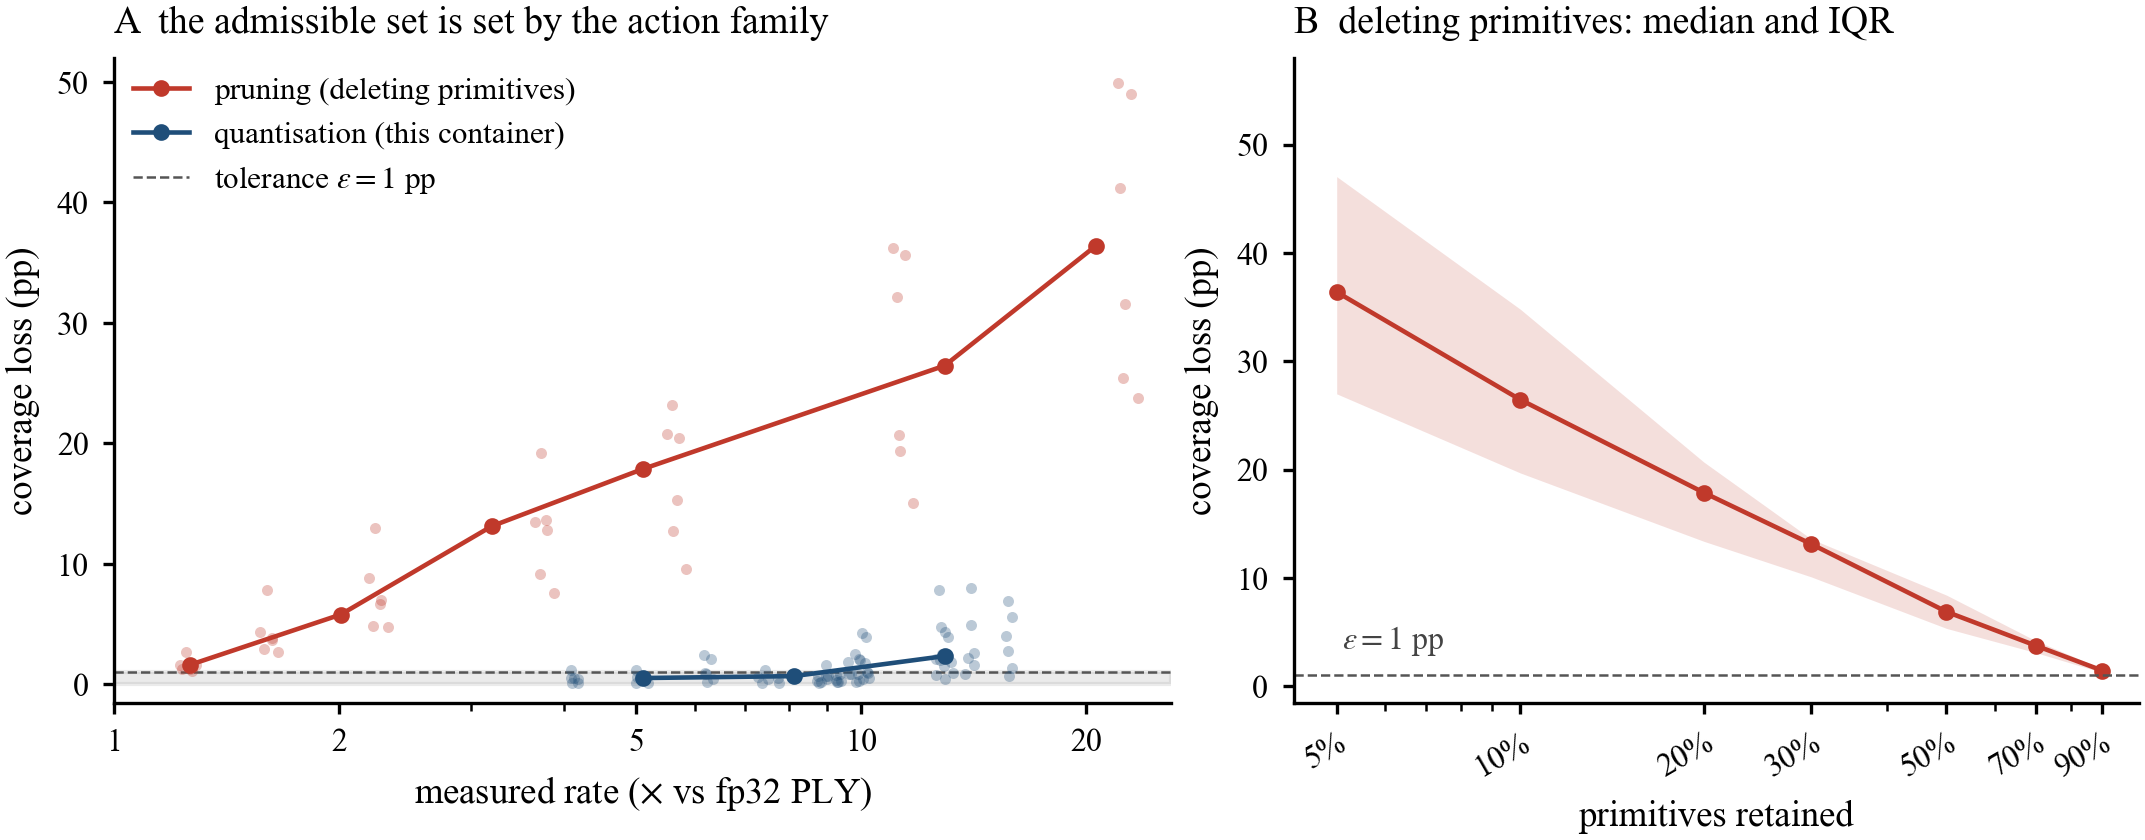 A the admissible set is set by the action family
pruning (deleting primitives)
quantisation (this container)
tolerance ε = 1 pp
coverage loss (pp)
50
40
30
20
10
0
1
2
5
10
20
measured rate (× vs fp32 PLY)
B deleting primitives: median and IQR
coverage loss (pp)
50
40
30
20
10
0
ε = 1 pp
5%
10%
20%
30%
50%
70%
90%
primitives retained